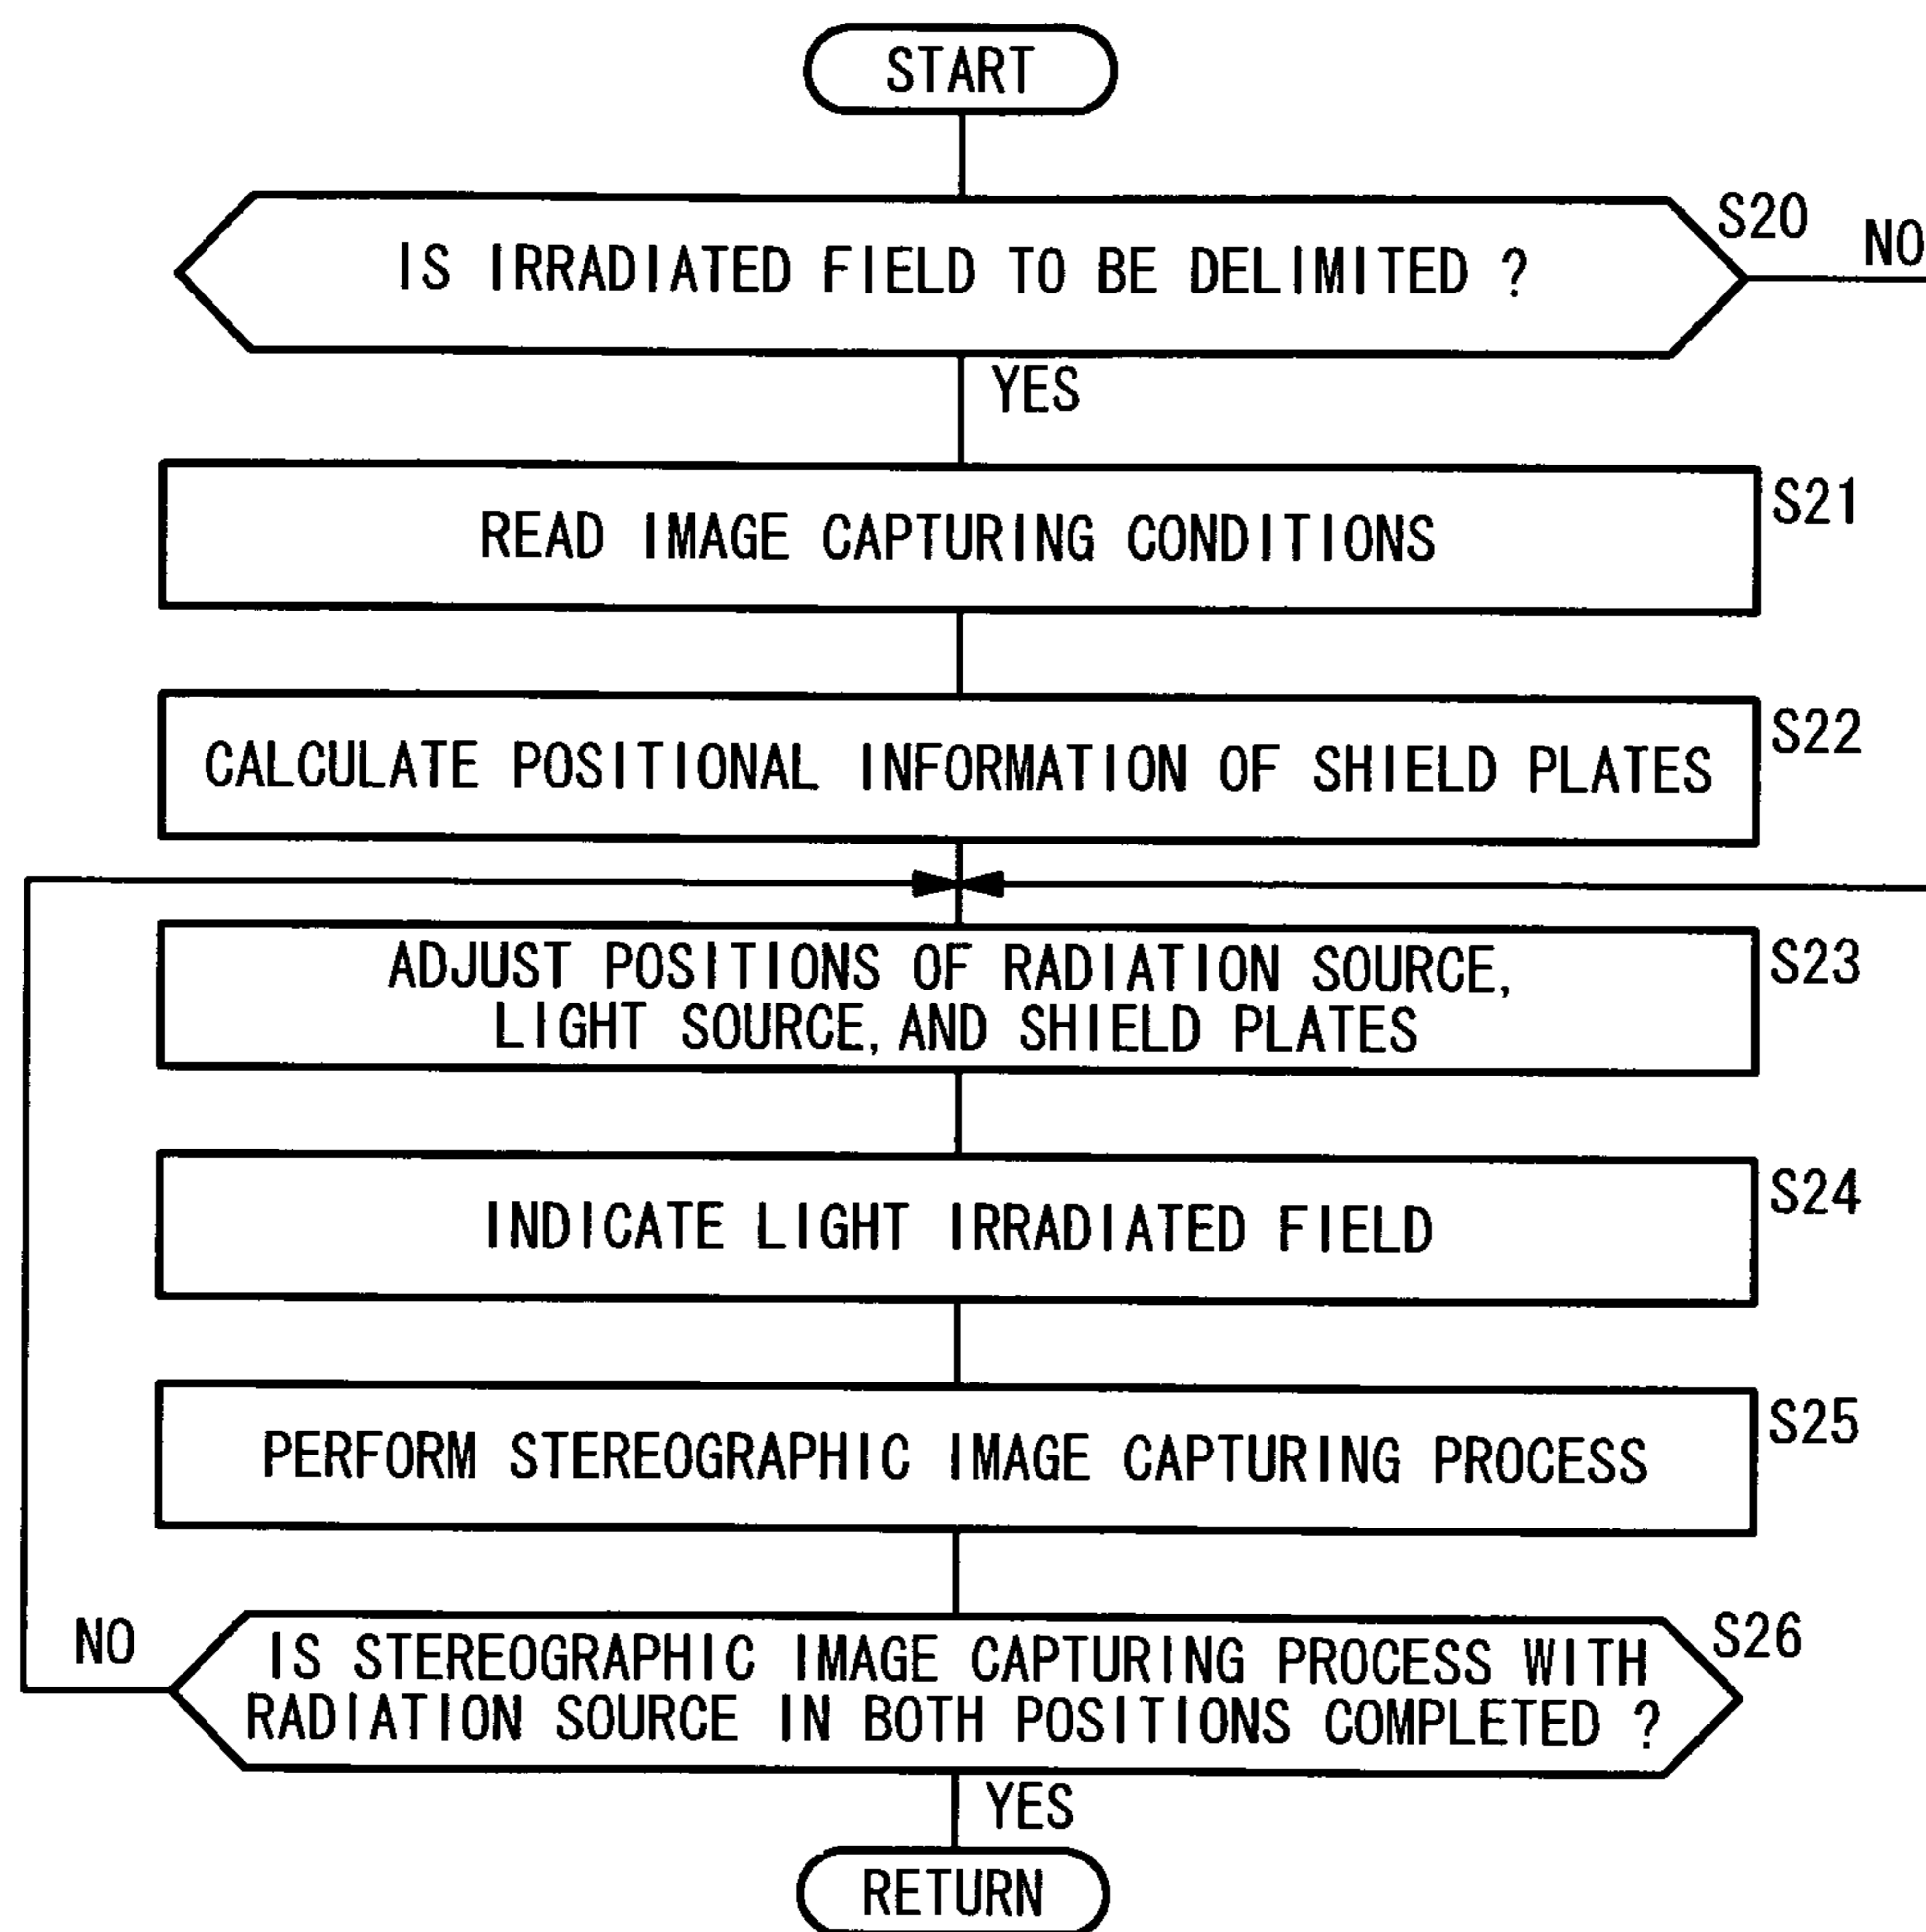 START
IS IRRADIATED FIELD TO BE DELIMITED ?
S20
NO
YES
READ IMAGE CAPTURING CONDITIONS
S21
CALCULATE POSITIONAL INFORMATION OF SHIELD PLATES
S22
ADJUST POSITIONS OF RADIATION SOURCE,
LIGHT SOURCE, AND SHIELD PLATES
S23
INDICATE LIGHT IRRADIATED FIELD
S24
PERFORM STEREOGRAPHIC IMAGE CAPTURING PROCESS
S25
NO
IS STEREOGRAPHIC IMAGE CAPTURING PROCESS WITH
RADIATION SOURCE IN BOTH POSITIONS COMPLETED ?
S26
YES
RETURN